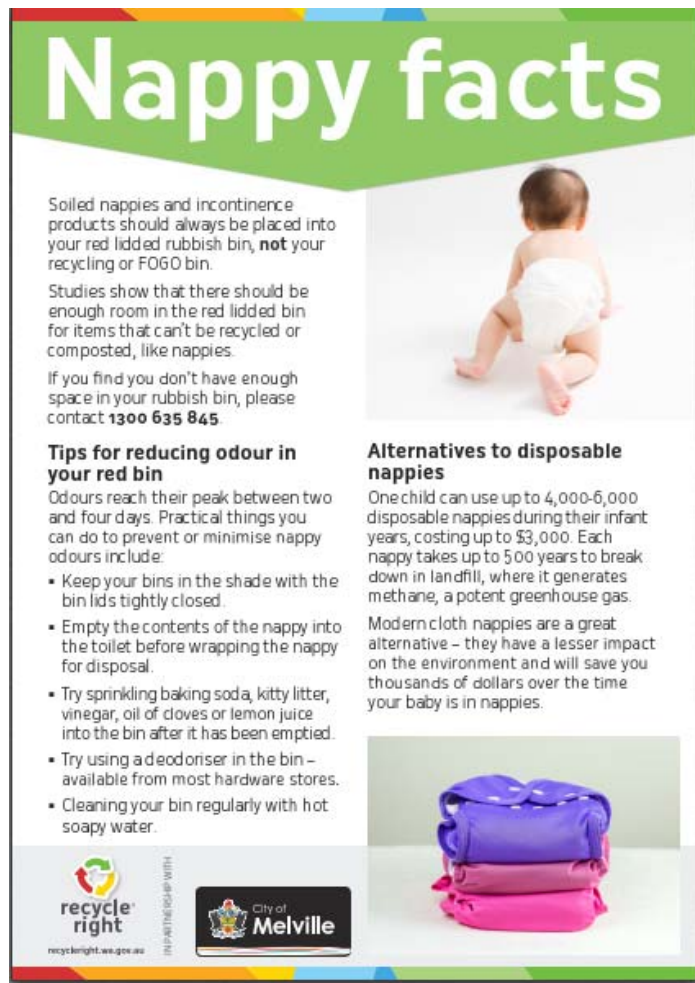 Nappy facts
Soiled nappies and incontinence
products should always be placed into
your red lidded rubbish bin, not your
recycling or FOGO bin.
Studies show that there should be
enough room in the red lidded bin
for items that can't be recycled or
composted, like nappies.
If you find you don't have enough
space in your rubbish bin, please
contact 1300 635 845.
Tips for reducing odour in
your red bin
Odours reach their peak between two
and four days. Practical things you
can do to prevent or minimise nappy
odours include:
▪ Keep your bins in the shade with the
bin lids tightly closed.
▪ Empty the contents of the nappy into
the toilet before wrapping the nappy
for disposal.
▪ Try sprinkling baking soda, kitty litter,
vinegar, oil of cloves or lemon juice
into the bin after it has been emptied.
▪ Try using a deodoriser in the bin –
available from most hardware stores.
▪ Cleaning your bin regularly with hot
soapy water.
Alternatives to disposable
nappies
One child can use up to 4,000-6,000
disposable nappies during their infant
years, costing up to $3,000. Each
nappy takes up to 500 years to break
down in landfill, where it generates
methane, a potent greenhouse gas.
Modern cloth nappies are a great
alternative – they have a lesser impact
on the environment and will save you
thousands of dollars over the time
your baby is in nappies.
recycle
right
recycleright.wa.gov.au
IN PARTNERSHIP WITH
City of
Melville